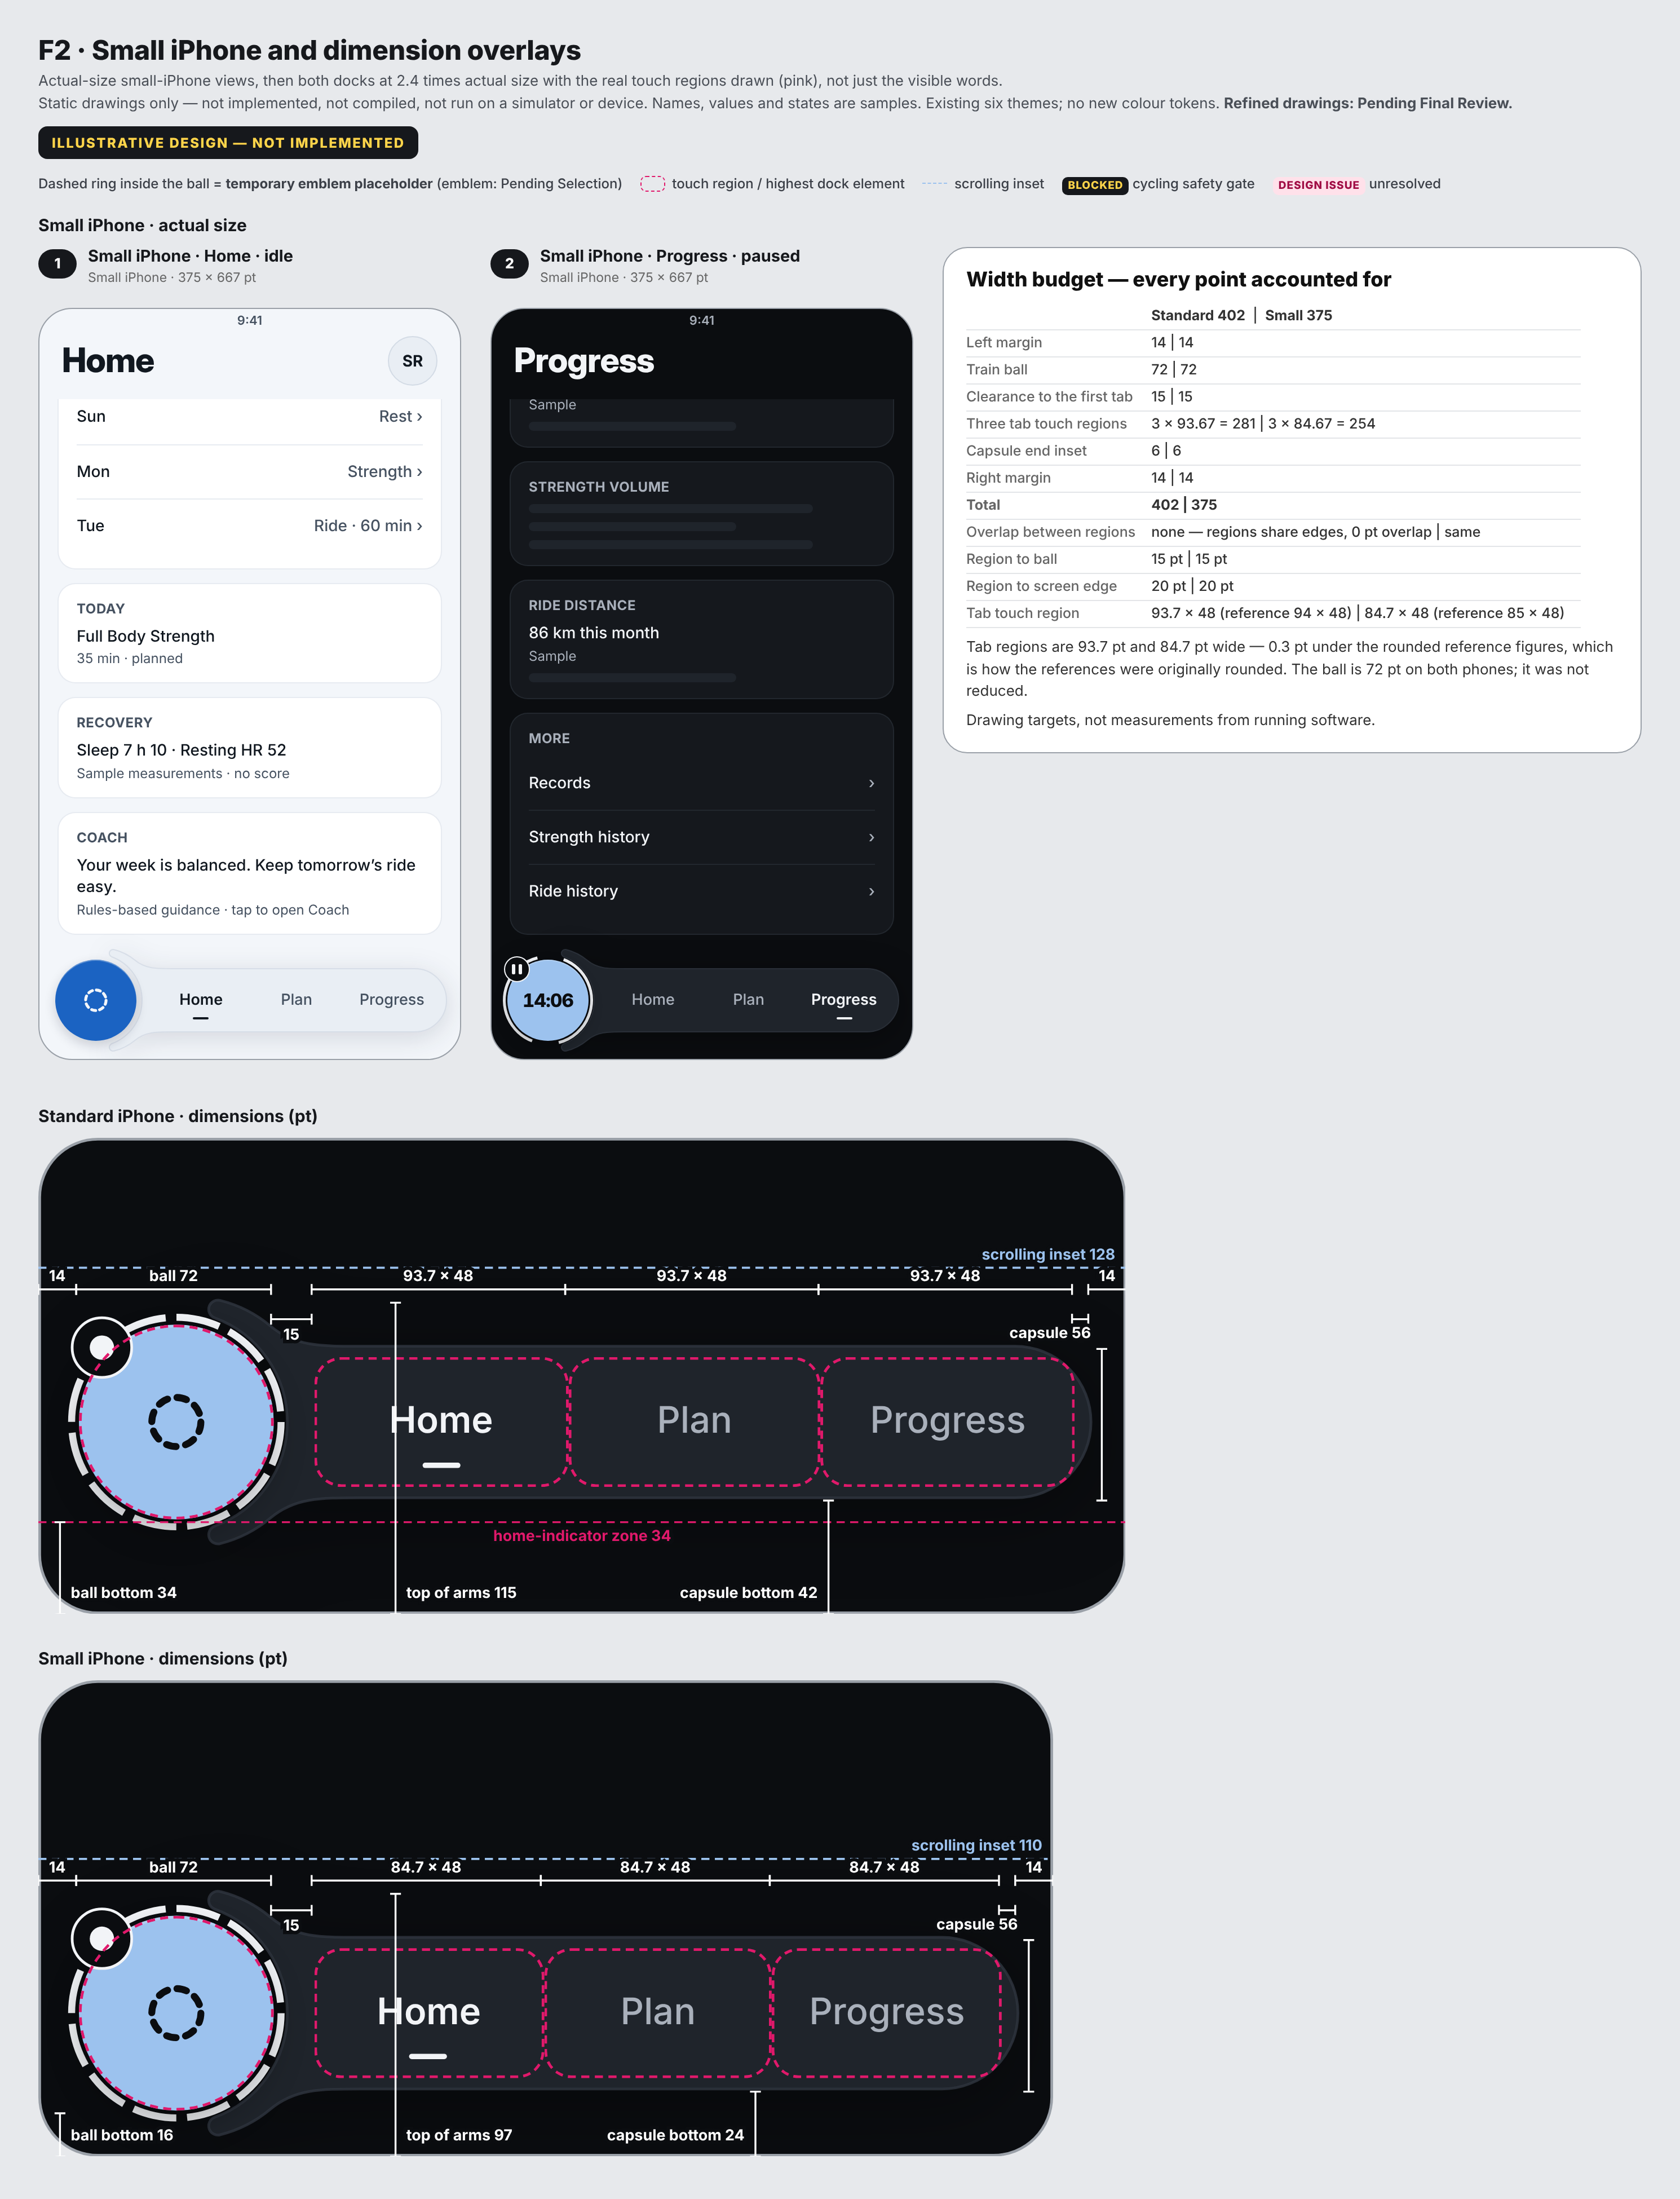 F2 · Small iPhone and dimension overlays
Actual-size small-iPhone views, then both docks at 2.4 times actual size with the real touch regions drawn (pink), not just the visible words.
Static drawings only — not implemented, not compiled, not run on a simulator or device. Names, values and states are samples. Existing six themes; no new colour tokens. Refined drawings: Pending Final Review.
ILLUSTRATIVE DESIGN — NOT IMPLEMENTED
Dashed ring inside the ball = temporary emblem placeholder (emblem: Pending Selection) touch region / highest dock element scrolling inset BLOCKED cycling safety gate DESIGN ISSUE unresolved
Small iPhone · actual size
1 Small iPhone · Home · idle
Small iPhone · 375 × 667 pt
9:41
Home SR
Sun Rest ›
Mon Strength ›
Tue Ride · 60 min ›
TODAY
Full Body Strength
35 min · planned
RECOVERY
Sleep 7 h 10 · Resting HR 52
Sample measurements · no score
COACH
Your week is balanced. Keep tomorrow's ride
easy.
Rules-based guidance · tap to open Coach
Home Plan Progress
2 Small iPhone · Progress · paused
Small iPhone · 375 × 667 pt
9:41
Progress
Sample
STRENGTH VOLUME
RIDE DISTANCE
86 km this month
Sample
MORE
Records ›
Strength history ›
Ride history ›
14:06 Home Plan Progress
Width budget — every point accounted for
Standard 402 | Small 375
Left margin 14 | 14
Train ball 72 | 72
Clearance to the first tab 15 | 15
Three tab touch regions 3 × 93.67 = 281 | 3 × 84.67 = 254
Capsule end inset 6 | 6
Right margin 14 | 14
Total 402 | 375
Overlap between regions none — regions share edges, 0 pt overlap | same
Region to ball 15 pt | 15 pt
Region to screen edge 20 pt | 20 pt
Tab touch region 93.7 × 48 (reference 94 × 48) | 84.7 × 48 (reference 85 × 48)
Tab regions are 93.7 pt and 84.7 pt wide — 0.3 pt under the rounded reference figures, which
is how the references were originally rounded. The ball is 72 pt on both phones; it was not
reduced.
Drawing targets, not measurements from running software.
Standard iPhone · dimensions (pt)
scrolling inset 128
14 ball 72 93.7 × 48 93.7 × 48 93.7 × 48 14
15 capsule 56
Home Plan Progress
home-indicator zone 34
ball bottom 34 top of arms 115 capsule bottom 42
Small iPhone · dimensions (pt)
scrolling inset 110
14 ball 72 84.7 × 48 84.7 × 48 84.7 × 48 14
15 capsule 56
Home Plan Progress
ball bottom 16 top of arms 97 capsule bottom 24